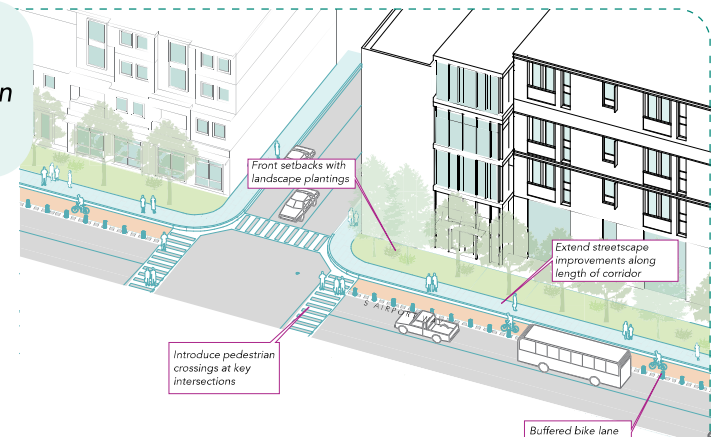 n
Front setbacks with
landscape plantings
Extend streetscape
improvements along
length of corridor
S AIRPORT
Introduce pedestrian
crossings at key
intersections
Buffered bike lane